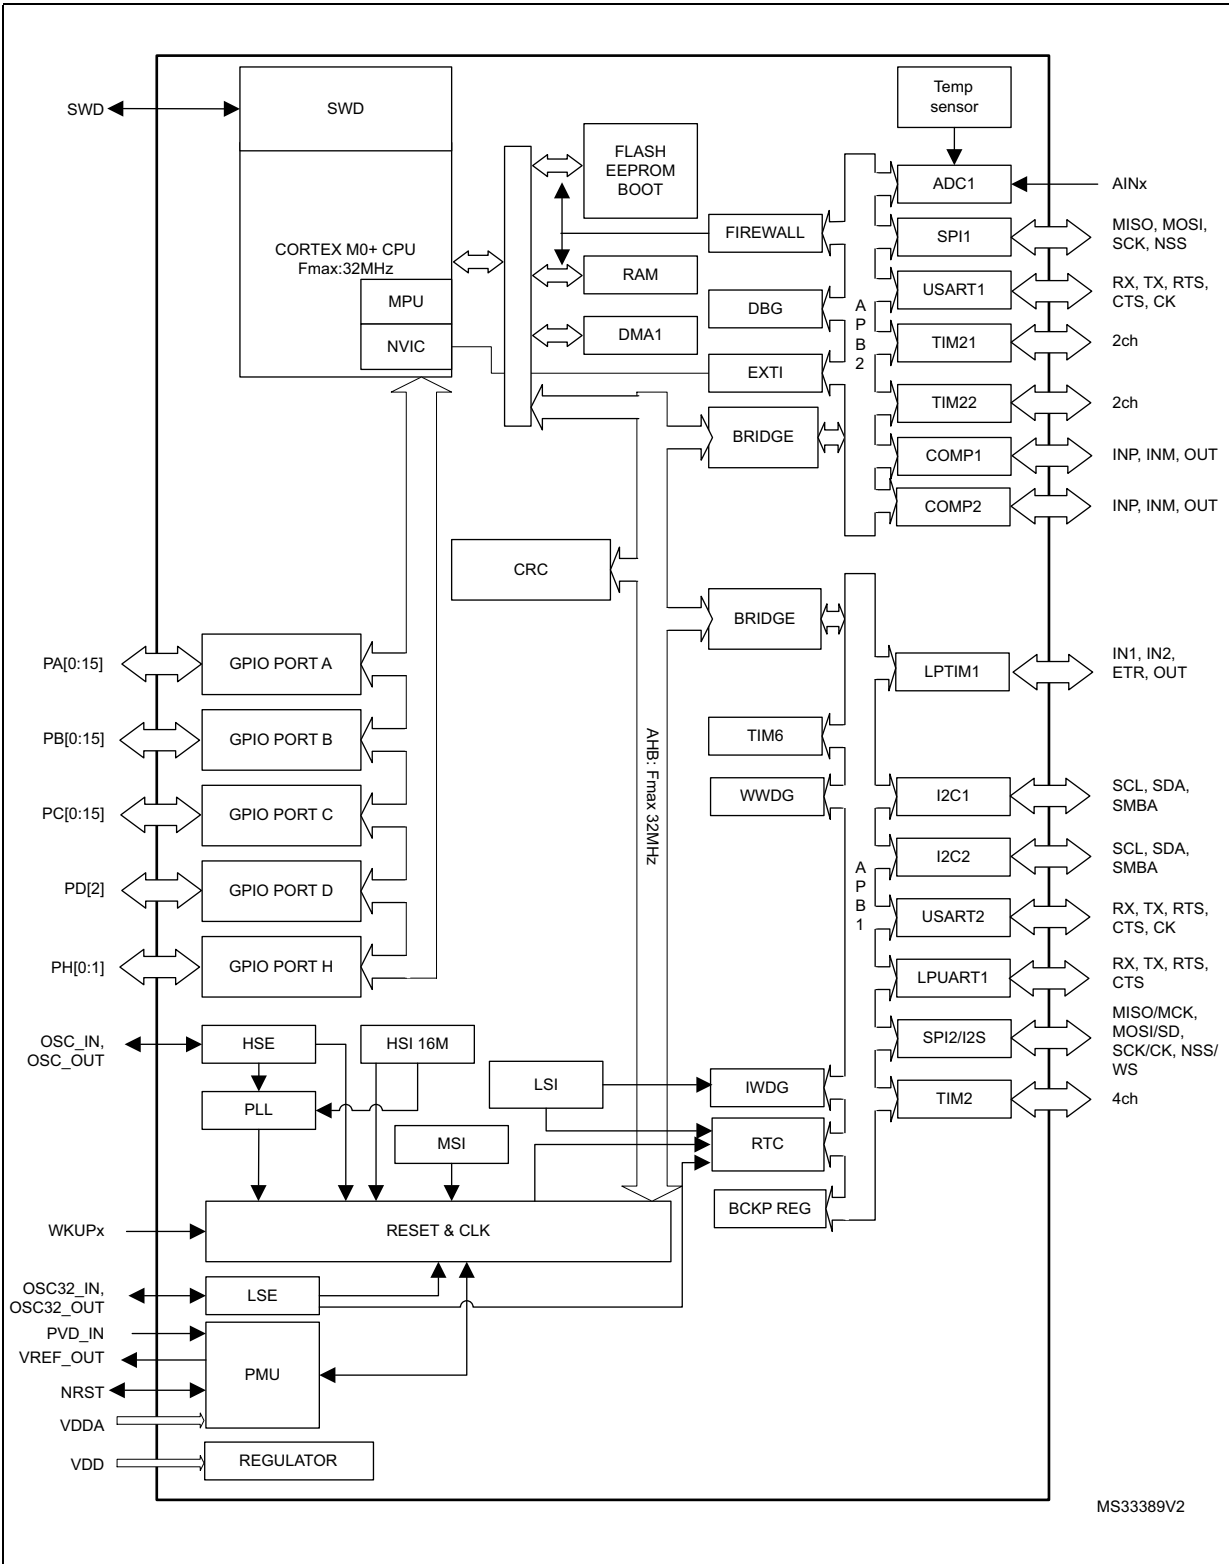 SWD
SWD
CORTEX M0+ CPU
Fmax:32MHz
MPU
NVIC
FLASH
EEPROM
BOOT
RAM
DMA1
FIREWALL
DBG
EXTI
BRIDGE
Temp
sensor
APB2
ADC1
AINx
SPI1
MISO, MOSI,
SCK, NSS
USART1
RX, TX, RTS,
CTS, CK
TIM21
2ch
TIM22
2ch
COMP1
INP, INM, OUT
COMP2
INP, INM, OUT
CRC
BRIDGE
AHB: Fmax 32MHz
PA[0:15]
GPIO PORT A
PB[0:15]
GPIO PORT B
PC[0:15]
GPIO PORT C
PD[2]
GPIO PORT D
PH[0:1]
GPIO PORT H
LPTIM1
IN1, IN2,
ETR, OUT
TIM6
WWDG
APB1
I2C1
SCL, SDA,
SMBA
I2C2
SCL, SDA,
SMBA
USART2
RX, TX, RTS,
CTS, CK
LPUART1
RX, TX, RTS,
CTS
SPI2/I2S
MISO/MCK,
MOSI/SD,
SCK/CK, NSS/
WS
TIM2
4ch
OSC_IN,
OSC_OUT
HSE
HSI 16M
PLL
LSI
IWDG
MSI
RTC
BCKP REG
WKUPx
RESET & CLK
OSC32_IN,
OSC32_OUT
LSE
PVD_IN
VREF_OUT
NRST
VDDA
PMU
VDD
REGULATOR
MS33389V2